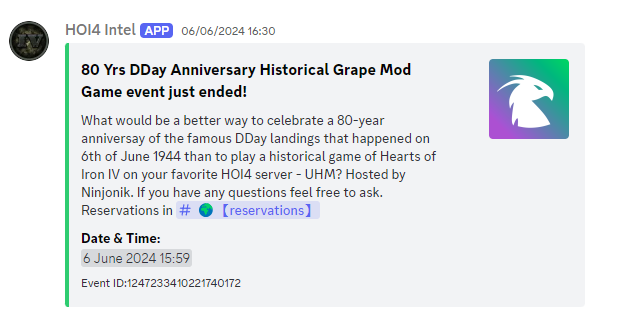 HOI4 Intel APP 06/06/2024 16:30
80 Yrs DDay Anniversary Historical Grape Mod
Game event just ended!
What would be a better way to celebrate a 80-year
anniversay of the famous DDay landings that happened on
6th of June 1944 than to play a historical game of Hearts of
Iron IV on your favorite HOI4 server - UHM? Hosted by
Ninjonik. If you have any questions feel free to ask.
Reservations in # 🌍【reservations】
Date & Time:
6 June 2024 15:59
Event ID:1247233410221740172